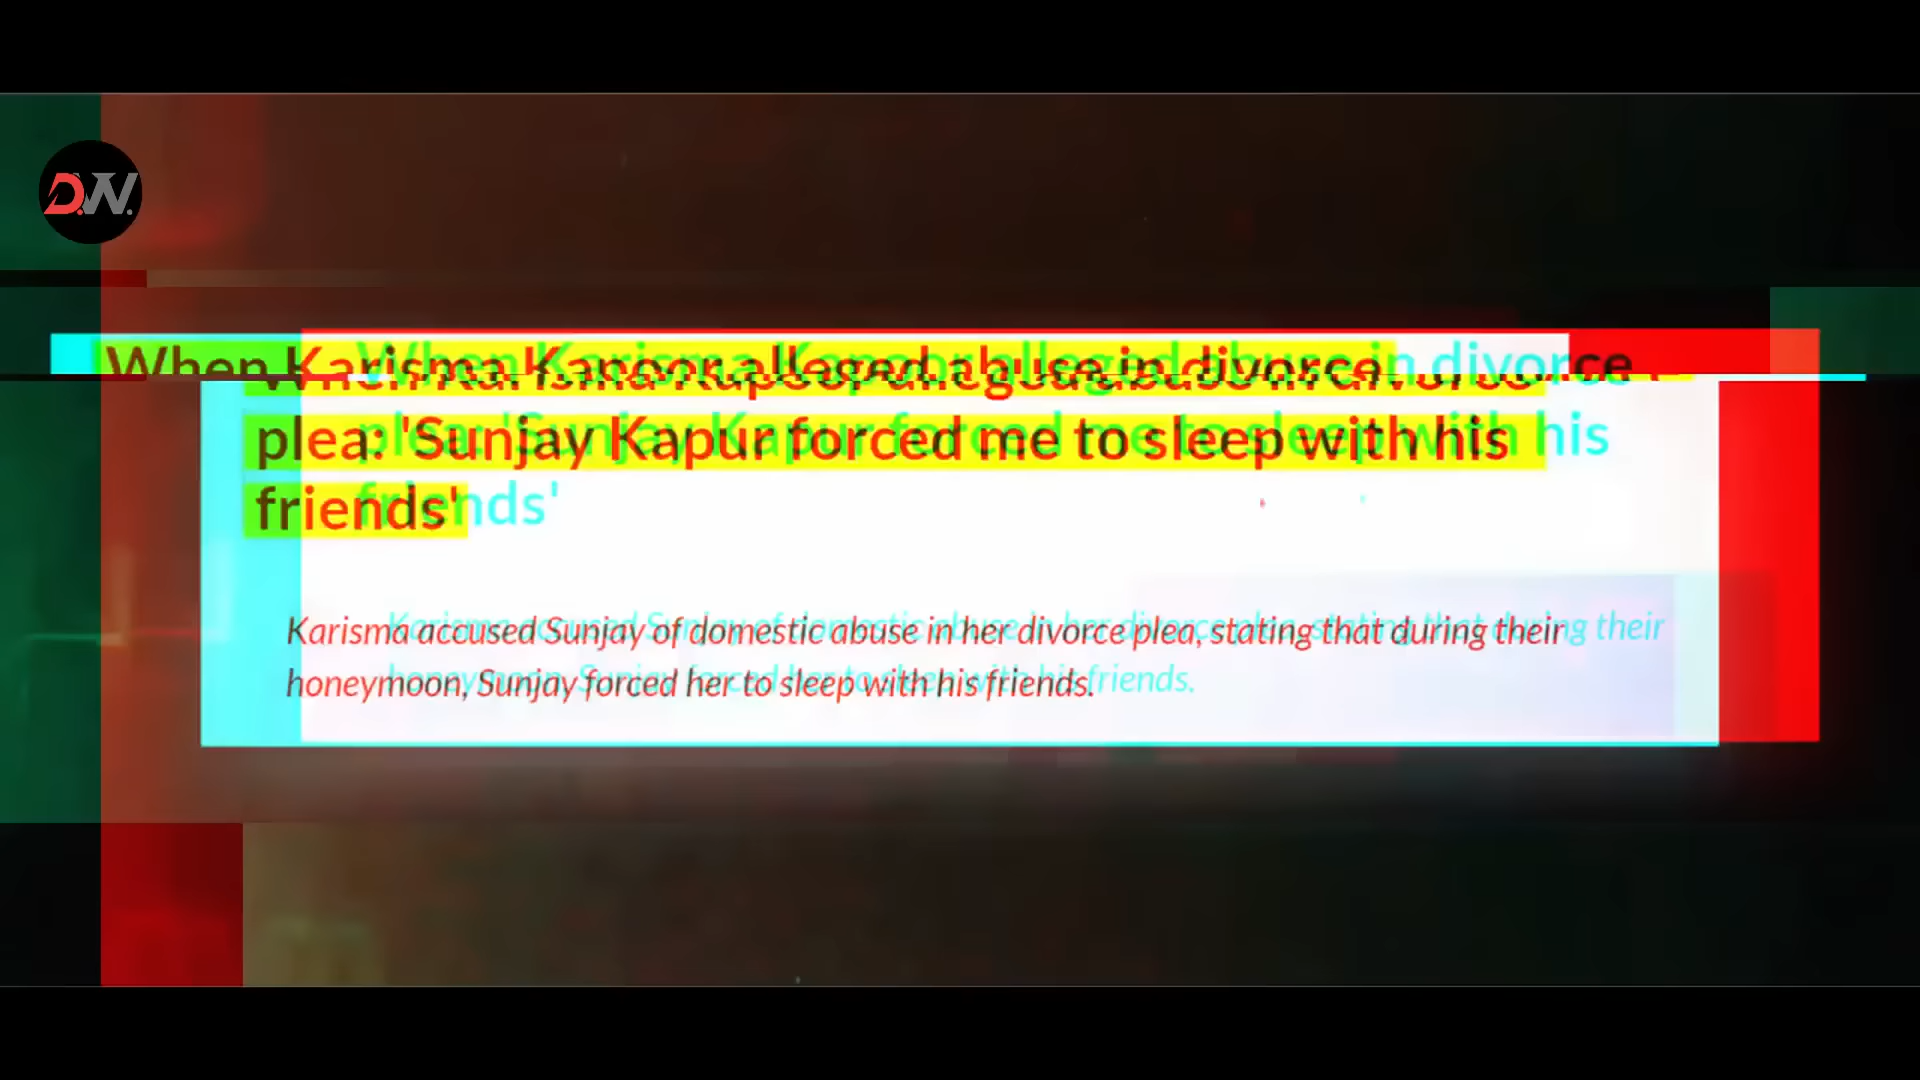 D.W.
When Karisma Kapoor alleged abuse in divorce
plea: 'Sunjay Kapur forced me to sleep with his
friends'
Karisma accused Sunjay of domestic abuse in her divorce plea, stating that during their
honeymoon, Sunjay forced her to sleep with his friends.